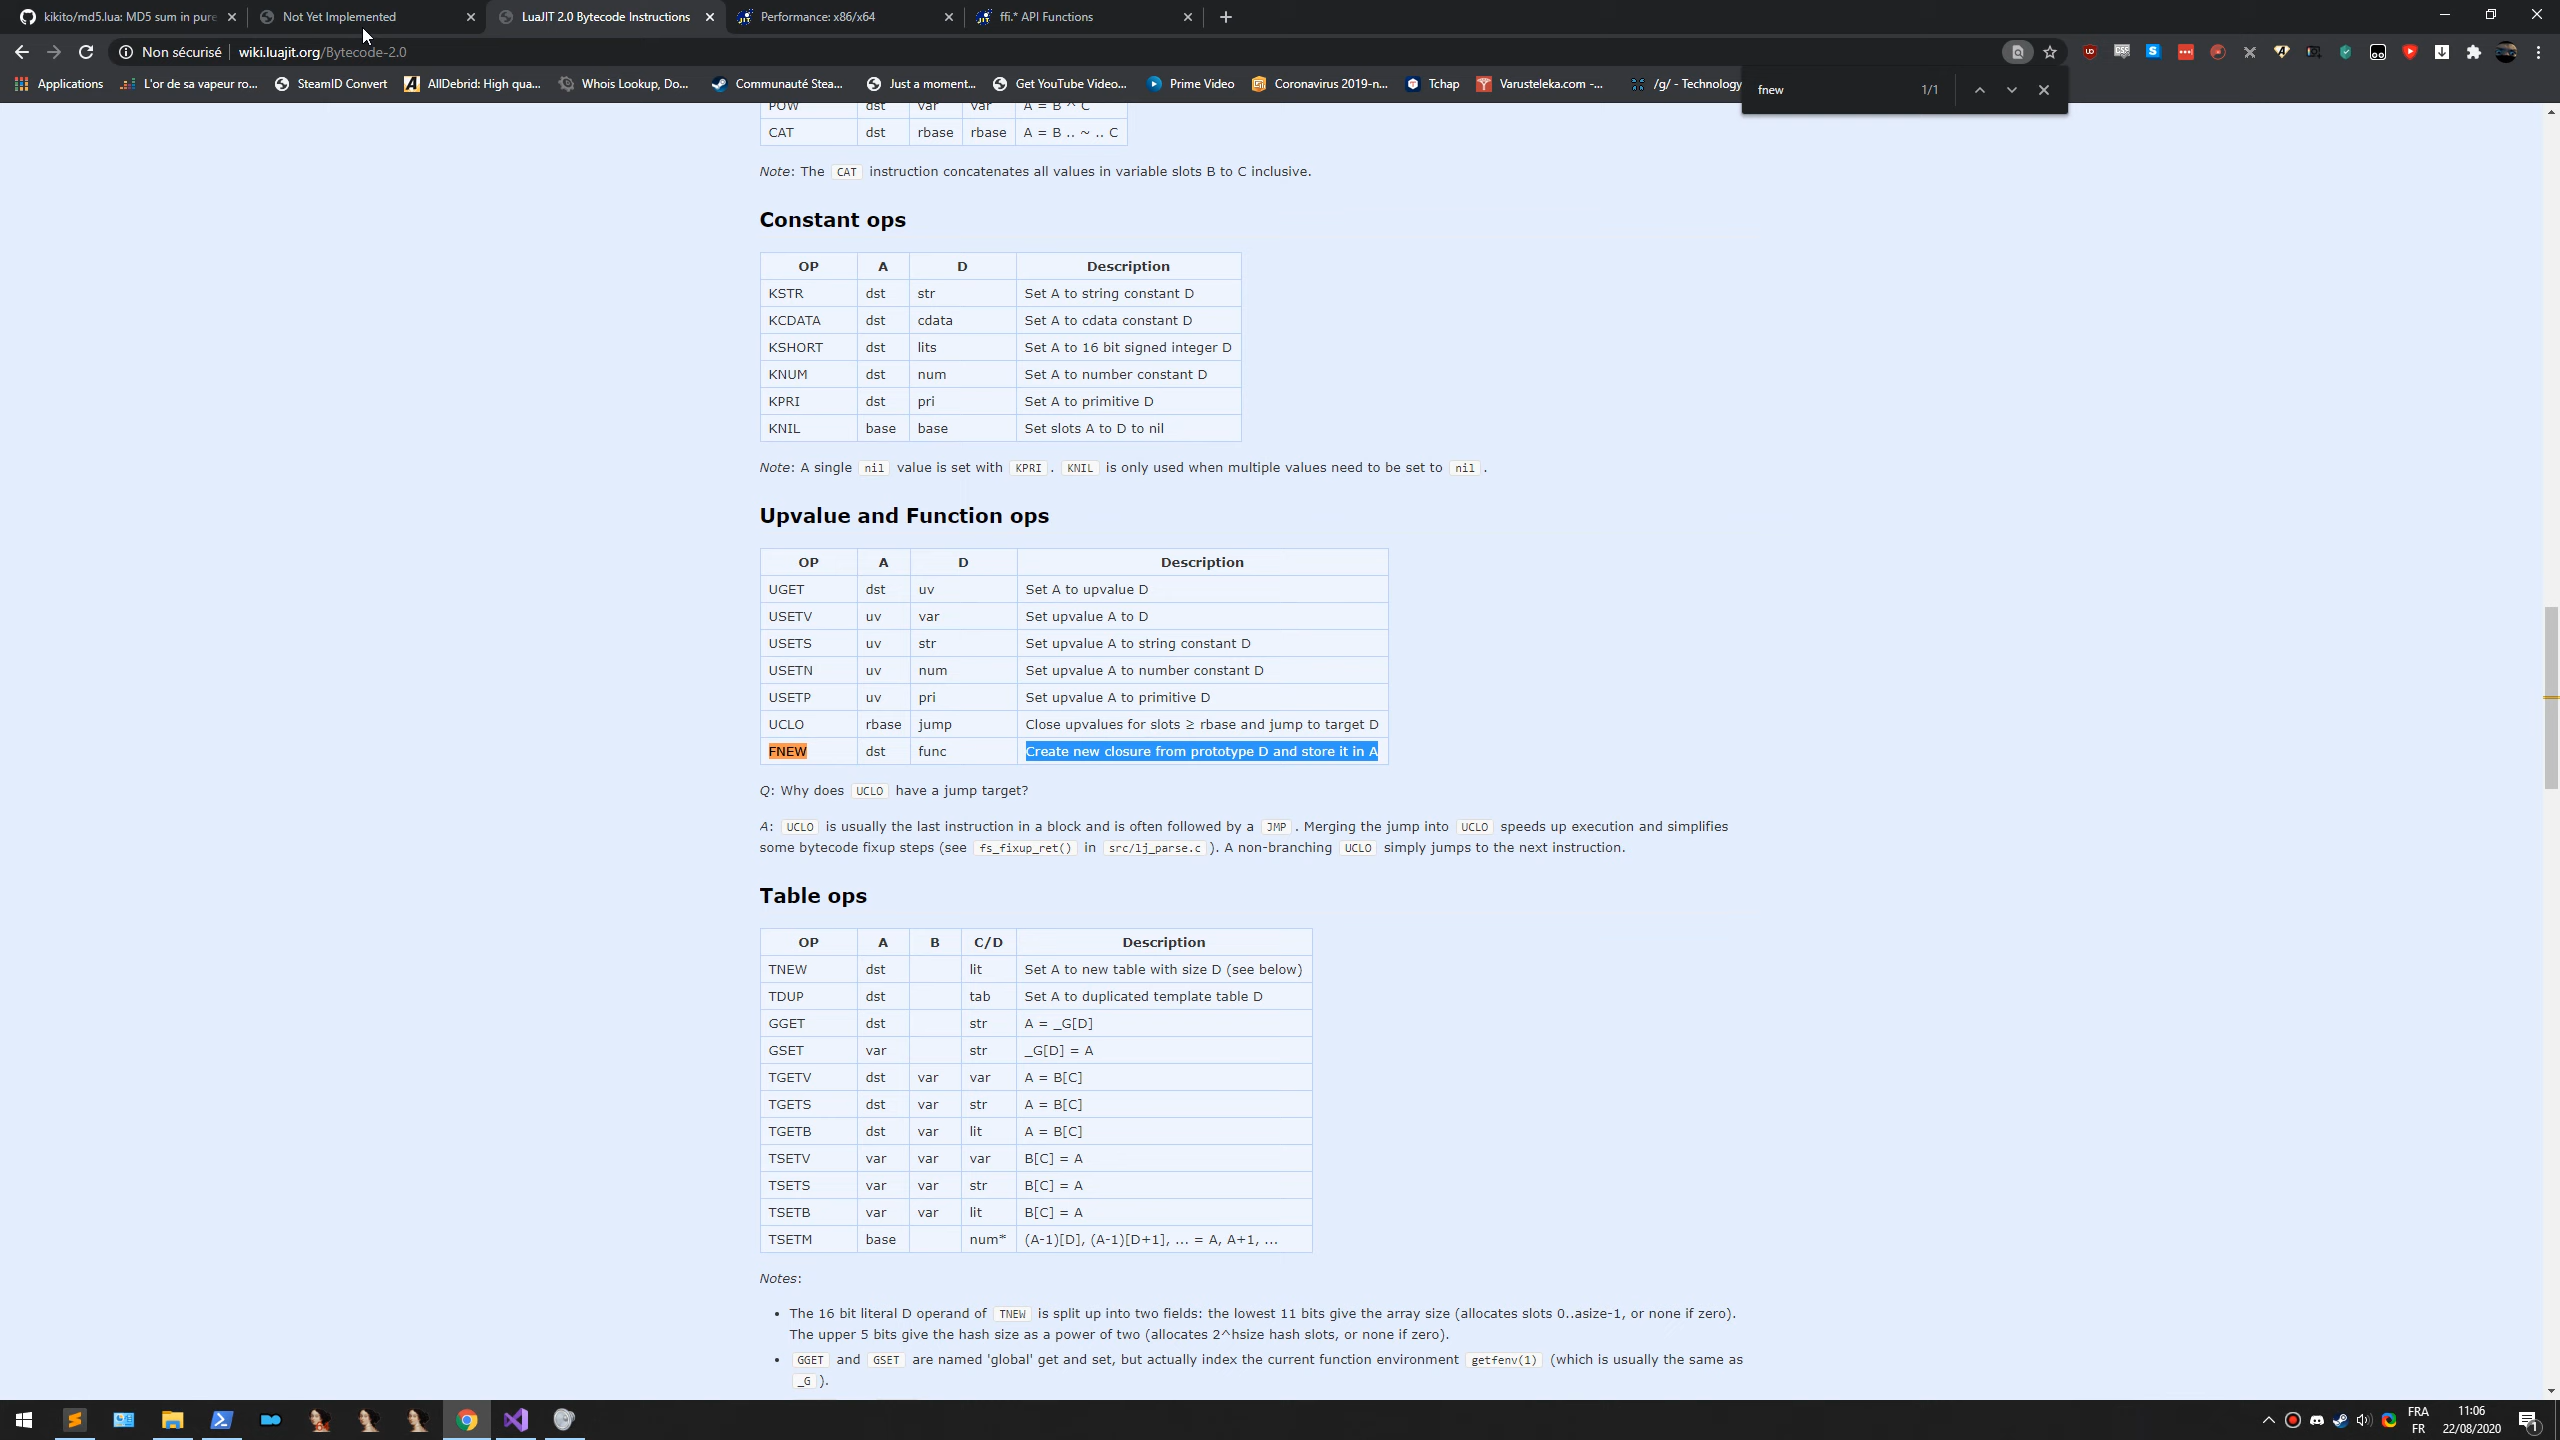 kikito/md5.lua: MD5 sum in pure
Not Yet Implemented
LuaJIT 2.0 Bytecode Instructions
Performance: x86/x64
ffi.* API Functions
Non sécurisé
wiki.luajit.org/Bytecode-2.0
Applications
L'or de sa vapeur ro...
SteamID Convert
AllDebrid: High qua...
Whois Lookup, Do...
Communauté Stea...
Just a moment...
Get YouTube Video...
Prime Video
Coronavirus 2019-n...
Tchap
Varusteleka.com -...
/g/ - Technology
fnew 1/1
POW dst var var A = B ^ C
CAT dst rbase rbase A = B .. ~ .. C
Note: The CAT instruction concatenates all values in variable slots B to C inclusive.
Constant ops
OP A D Description
KSTR dst str Set A to string constant D
KCDATA dst cdata Set A to cdata constant D
KSHORT dst lits Set A to 16 bit signed integer D
KNUM dst num Set A to number constant D
KPRI dst pri Set A to primitive D
KNIL base base Set slots A to D to nil
Note: A single nil value is set with KPRI . KNIL is only used when multiple values need to be set to nil .
Upvalue and Function ops
OP A D Description
UGET dst uv Set A to upvalue D
USETV uv var Set upvalue A to D
USETS uv str Set upvalue A to string constant D
USETN uv num Set upvalue A to number constant D
USETP uv pri Set upvalue A to primitive D
UCLO rbase jump Close upvalues for slots ≥ rbase and jump to target D
FNEW dst func Create new closure from prototype D and store it in A
Q: Why does UCLO have a jump target?
A: UCLO is usually the last instruction in a block and is often followed by a JMP . Merging the jump into UCLO speeds up execution and simplifies
some bytecode fixup steps (see fs_fixup_ret() in src/lj_parse.c ). A non-branching UCLO simply jumps to the next instruction.
Table ops
OP A B C/D Description
TNEW dst lit Set A to new table with size D (see below)
TDUP dst tab Set A to duplicated template table D
GGET dst str A = _G[D]
GSET var str _G[D] = A
TGETV dst var var A = B[C]
TGETS dst var str A = B[C]
TGETB dst var lit A = B[C]
TSETV var var var B[C] = A
TSETS var var str B[C] = A
TSETB var var lit B[C] = A
TSETM base num* (A-1)[D], (A-1)[D+1], ... = A, A+1, ...
Notes:
• The 16 bit literal D operand of TNEW is split up into two fields: the lowest 11 bits give the array size (allocates slots 0..asize-1, or none if zero).
The upper 5 bits give the hash size as a power of two (allocates 2^hsize hash slots, or none if zero).
• GGET and GSET are named 'global' get and set, but actually index the current function environment getfenv(1) (which is usually the same as
_G ).
FRA
FR
11:06
22/08/2020
1